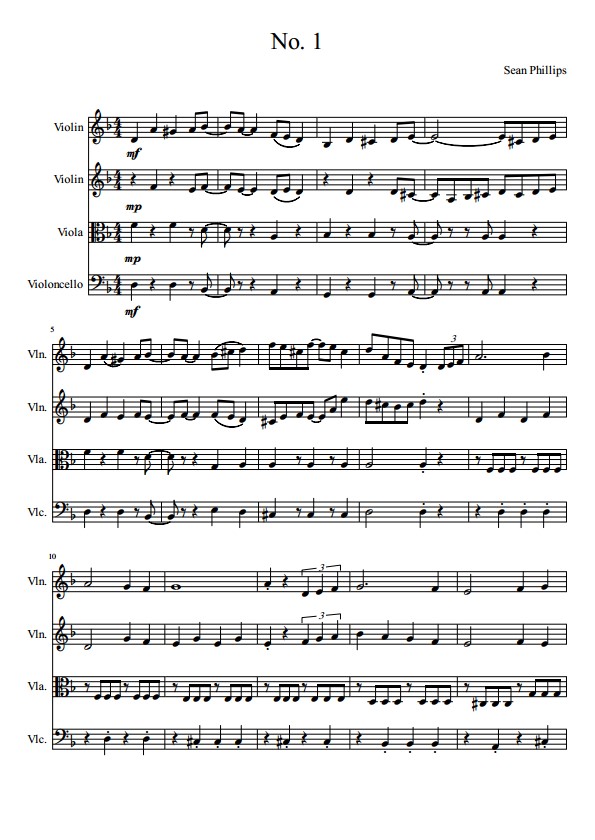 No. 1
Sean Phillips
Violin
mf
Violin
mp
Viola
mp
Violoncello
mf
5
Vln.
3
Vln.
Vla.
Vlc.
10
Vln.
3
Vln.
3
Vla.
Vlc.